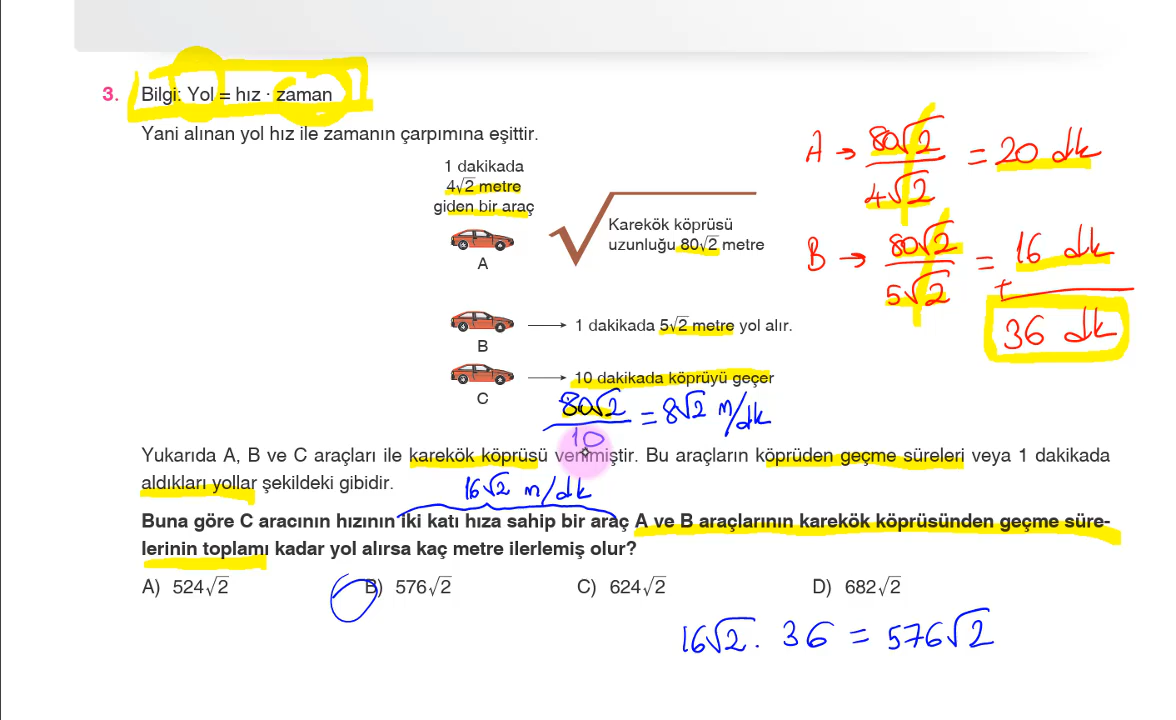 3. Bilgi: Yol = hız · zaman
Yani alınan yol hız ile zamanın çarpımına eşittir.
1 dakikada
4√2 metre
giden bir araç
A
Karekök köprüsü
uzunluğu 80√2 metre
B
1 dakikada 5√2 metre yol alır.
C
10 dakikada köprüyü geçer
A → 80√2 / 4√2 = 20 dk
B → 80√2 / 5√2 = 16 dk
+
36 dk
80√2 / 10 = 8√2 m/dk
Yukarıda A, B ve C araçları ile karekök köprüsü verilmiştir. Bu araçların köprüden geçme süreleri veya 1 dakikada
aldıkları yollar şekildeki gibidir.
16√2 m/dk
Buna göre C aracının hızının iki katı hıza sahip bir araç A ve B araçlarının karekök köprüsünden geçme süre-
lerinin toplamı kadar yol alırsa kaç metre ilerlemiş olur?
A) 524√2 B) 576√2 C) 624√2 D) 682√2
16√2 . 36 = 576√2